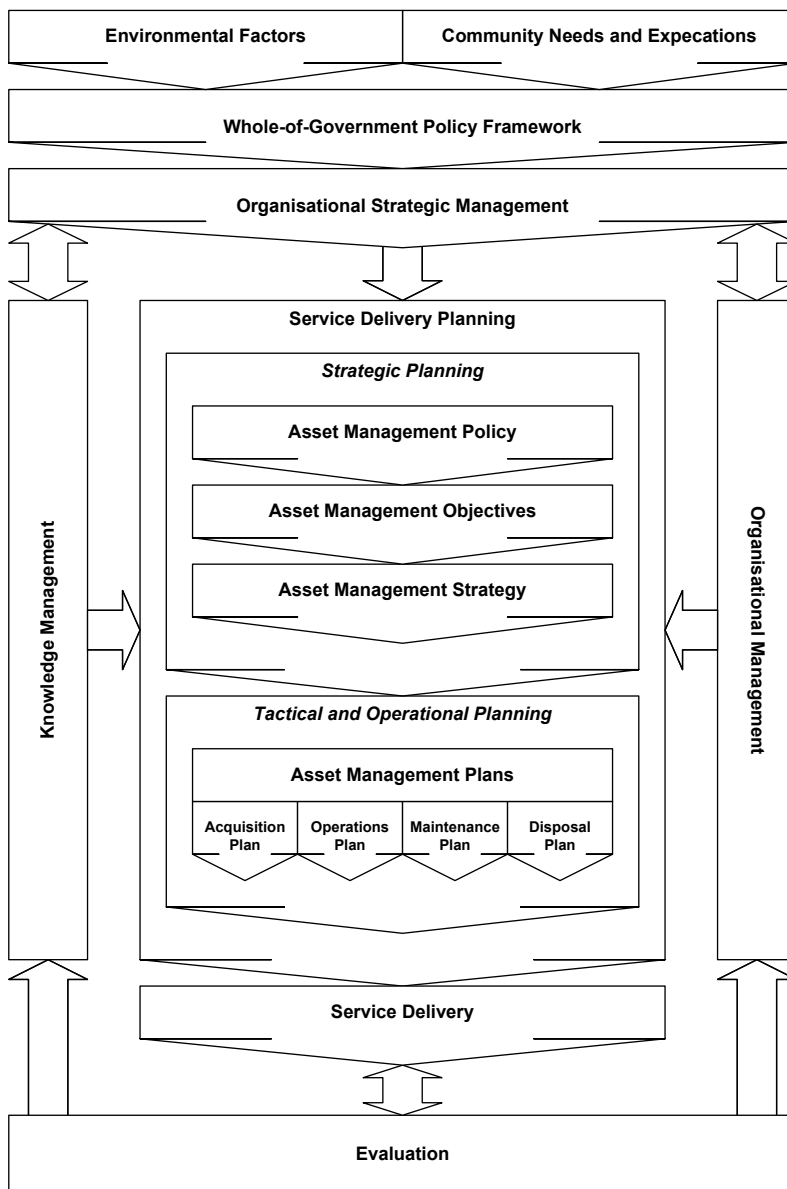 Environmental Factors
Community Needs and Expecations
Whole-of-Government Policy Framework
Organisational Strategic Management
Service Delivery Planning
Strategic Planning
Asset Management Policy
Asset Management Objectives
Asset Management Strategy
Knowledge Management
Organisational Management
Tactical and Operational Planning
Asset Management Plans
Acquisition
Plan
Operations
Plan
Maintenance
Plan
Disposal
Plan
Service Delivery
Evaluation